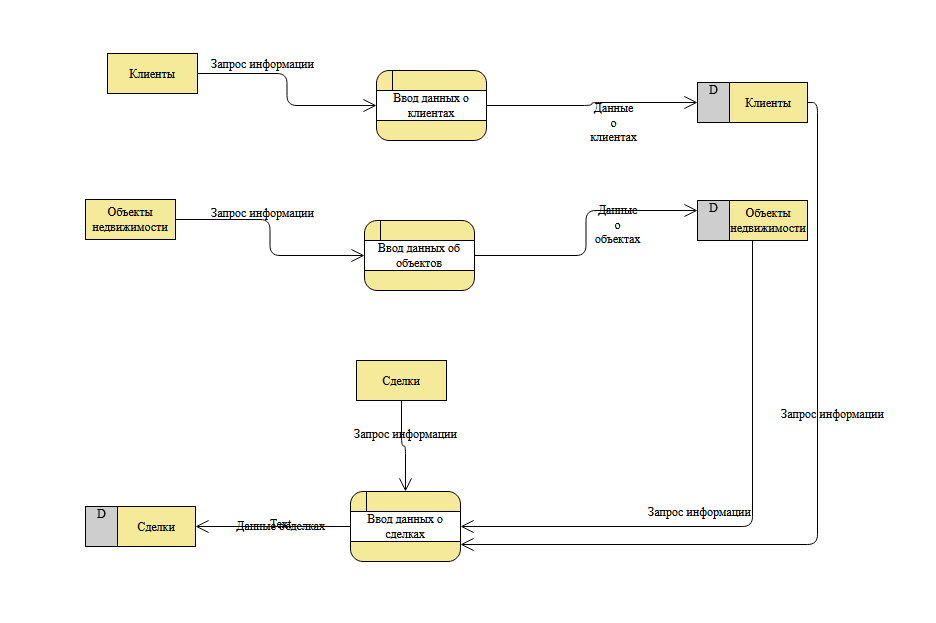 Клиенты
Запрос информации
Ввод данных о
клиентах
Данные
о
клиентах
D
Клиенты
Объекты
недвижимости
Запрос информации
Ввод данных об
объектов
Данные
о
объектах
D
Объекты
недвижимости
Сделки
Запрос информации
Запрос информации
Запрос информации
D
Сделки
Text
Данные о
сделках
Ввод данных о
сделках